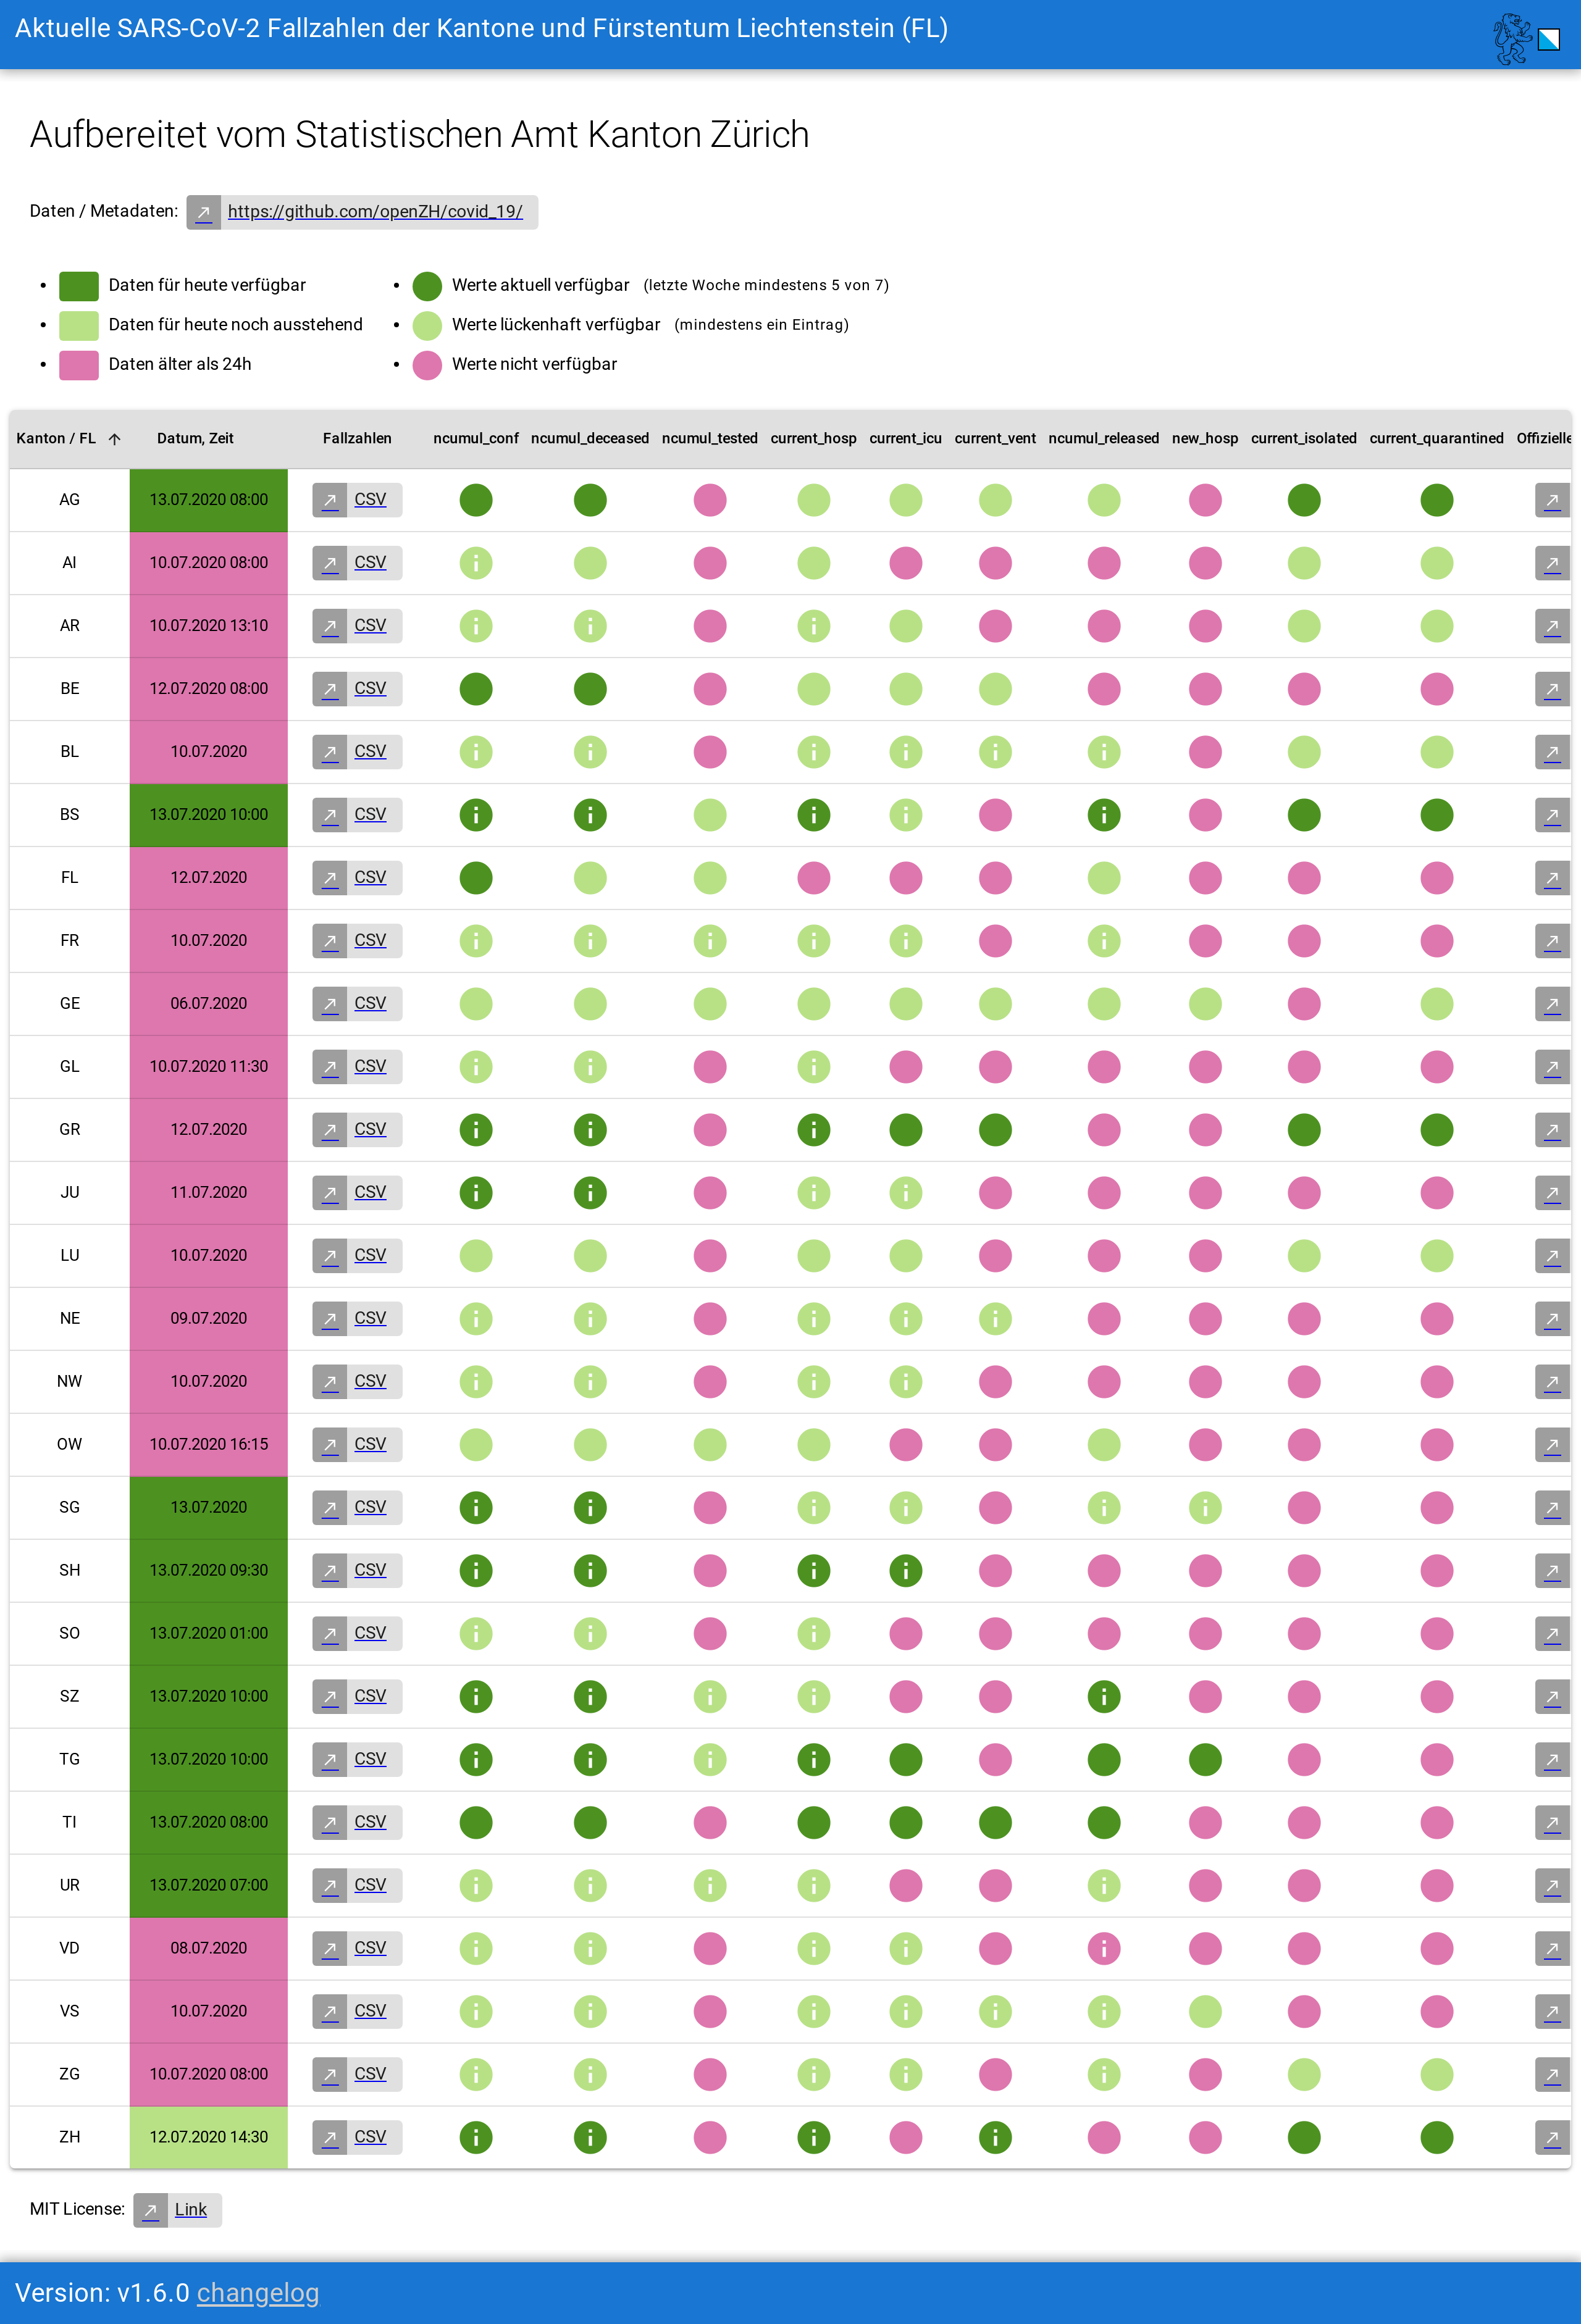 Aktuelle SARS-CoV-2 Fallzahlen der Kantone und Fürstentum Liechtenstein (FL)
Aufbereitet vom Statistischen Amt Kanton Zürich
Daten / Metadaten: https://github.com/openZH/covid_19/
Daten für heute verfügbar
Daten für heute noch ausstehend
Daten älter als 24h
Werte aktuell verfügbar (letzte Woche mindestens 5 von 7)
Werte lückenhaft verfügbar (mindestens ein Eintrag)
Werte nicht verfügbar
Kanton / FL Datum, Zeit Fallzahlen ncumul_conf ncumul_deceased ncumul_tested current_hosp current_icu current_vent ncumul_released new_hosp current_isolated current_quarantined Offizielle
AG 13.07.2020 08:00 CSV
AI 10.07.2020 08:00 CSV
AR 10.07.2020 13:10 CSV
BE 12.07.2020 08:00 CSV
BL 10.07.2020 CSV
BS 13.07.2020 10:00 CSV
FL 12.07.2020 CSV
FR 10.07.2020 CSV
GE 06.07.2020 CSV
GL 10.07.2020 11:30 CSV
GR 12.07.2020 CSV
JU 11.07.2020 CSV
LU 10.07.2020 CSV
NE 09.07.2020 CSV
NW 10.07.2020 CSV
OW 10.07.2020 16:15 CSV
SG 13.07.2020 CSV
SH 13.07.2020 09:30 CSV
SO 13.07.2020 01:00 CSV
SZ 13.07.2020 10:00 CSV
TG 13.07.2020 10:00 CSV
TI 13.07.2020 08:00 CSV
UR 13.07.2020 07:00 CSV
VD 08.07.2020 CSV
VS 10.07.2020 CSV
ZG 10.07.2020 08:00 CSV
ZH 12.07.2020 14:30 CSV
MIT License: Link
Version: v1.6.0 changelog